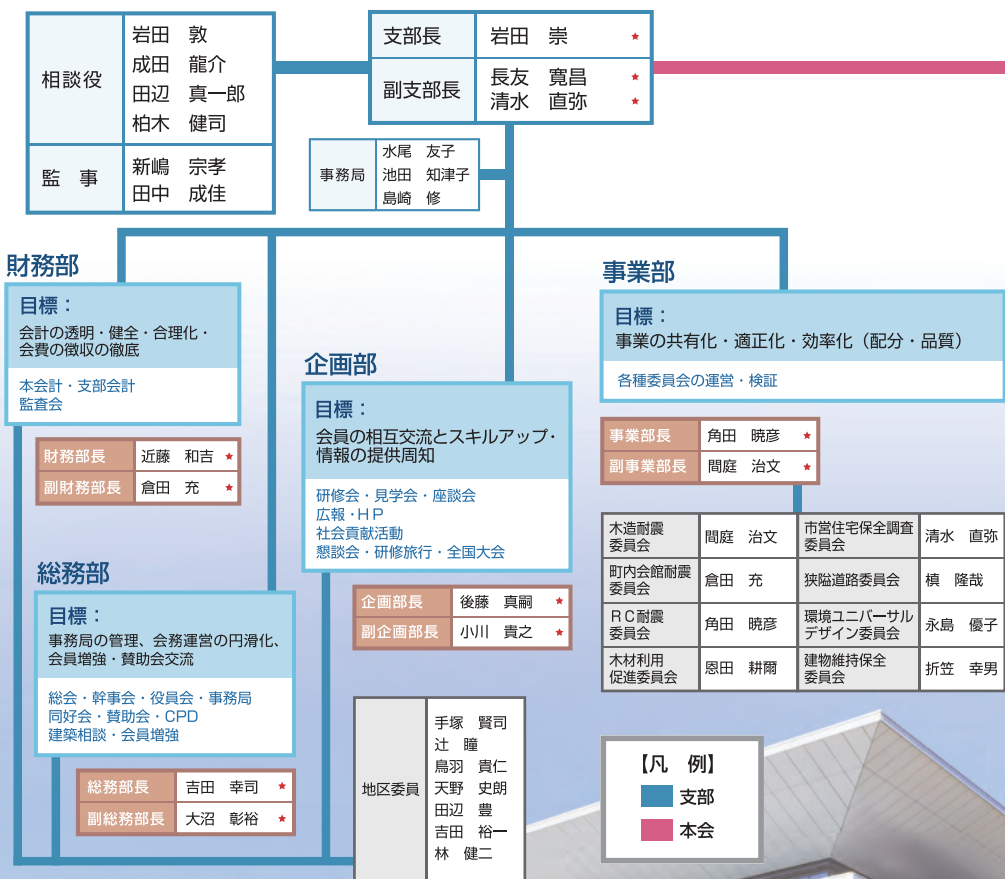 相談役
岩田　敦
成田　龍介
田辺　真一郎
柏木　健司
監　事
新嶋　宗孝
田中　成佳
支部長
岩田　崇　★
副支部長
長友　寛昌　★
清水　直弥　★
事務局
水尾　友子
池田　知津子
島崎　修
財務部
目標：
会計の透明・健全・合理化・
会費の徴収の徹底
本会計・支部会計
監査会
財務部長　近藤　和吉　★
副財務部長　倉田　充　★
総務部
目標：
事務局の管理、会務運営の円滑化、
会員増強・賛助会交流
総会・幹事会・役員会・事務局
同好会・賛助会・CPD
建築相談・会員増強
総務部長　吉田　幸司　★
副総務部長　大沼　彰裕　★
企画部
目標：
会員の相互交流とスキルアップ・
情報の提供周知
研修会・見学会・座談会
広報・ＨＰ
社会貢献活動
懇談会・研修旅行・全国大会
企画部長　後藤　真嗣　★
副企画部長　小川　貴之　★
地区委員
手塚　賢司
辻　瞳
鳥羽　貴仁
天野　史朗
田辺　豊
吉田　裕一
林　健二
事業部
目標：
事業の共有化・適正化・効率化（配分・品質）
各種委員会の運営・検証
事業部長　角田　暁彦　★
副事業部長　間庭　治文　★
木造耐震
委員会
間庭　治文
市営住宅保全調査
委員会
清水　直弥
町内会館耐震
委員会
倉田　充
狭隘道路委員会
槙　隆哉
ＲＣ耐震
委員会
角田　暁彦
環境ユニバーサル
デザイン委員会
永島　優子
木材利用
促進委員会
恩田　耕爾
建物維持保全
委員会
折笠　幸男
【凡　例】
支部
本会